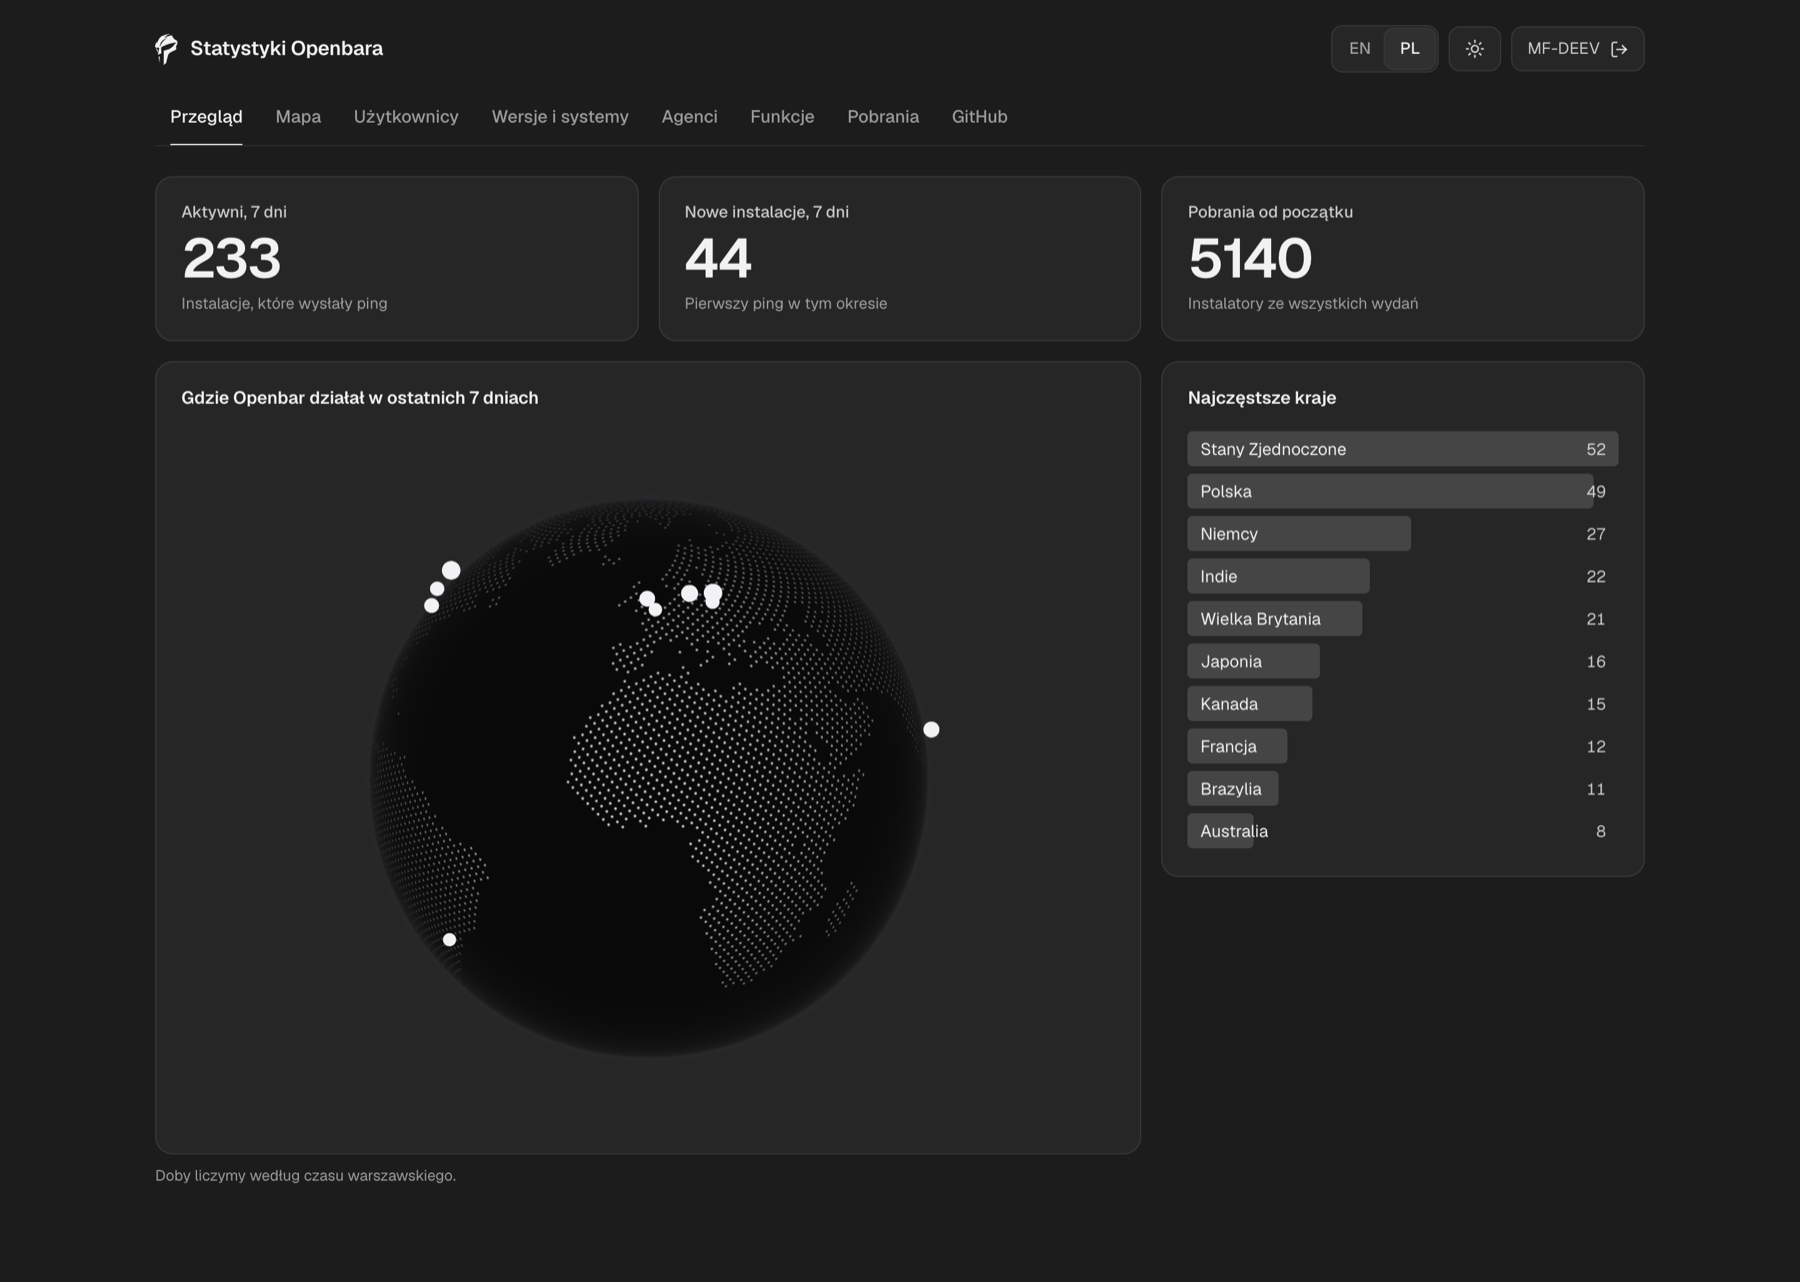 Statystyki Openbara
EN PL
MF-DEEV
Przegląd Mapa Użytkownicy Wersje i systemy Agenci Funkcje Pobrania GitHub
Aktywni, 7 dni
233
Instalacje, które wysłały ping
Nowe instalacje, 7 dni
44
Pierwszy ping w tym okresie
Pobrania od początku
5140
Instalatory ze wszystkich wydań
Gdzie Openbar działał w ostatnich 7 dniach
Najczęstsze kraje
Stany Zjednoczone 52
Polska 49
Niemcy 27
Indie 22
Wielka Brytania 21
Japonia 16
Kanada 15
Francja 12
Brazylia 11
Australia 8
Doby liczymy według czasu warszawskiego.